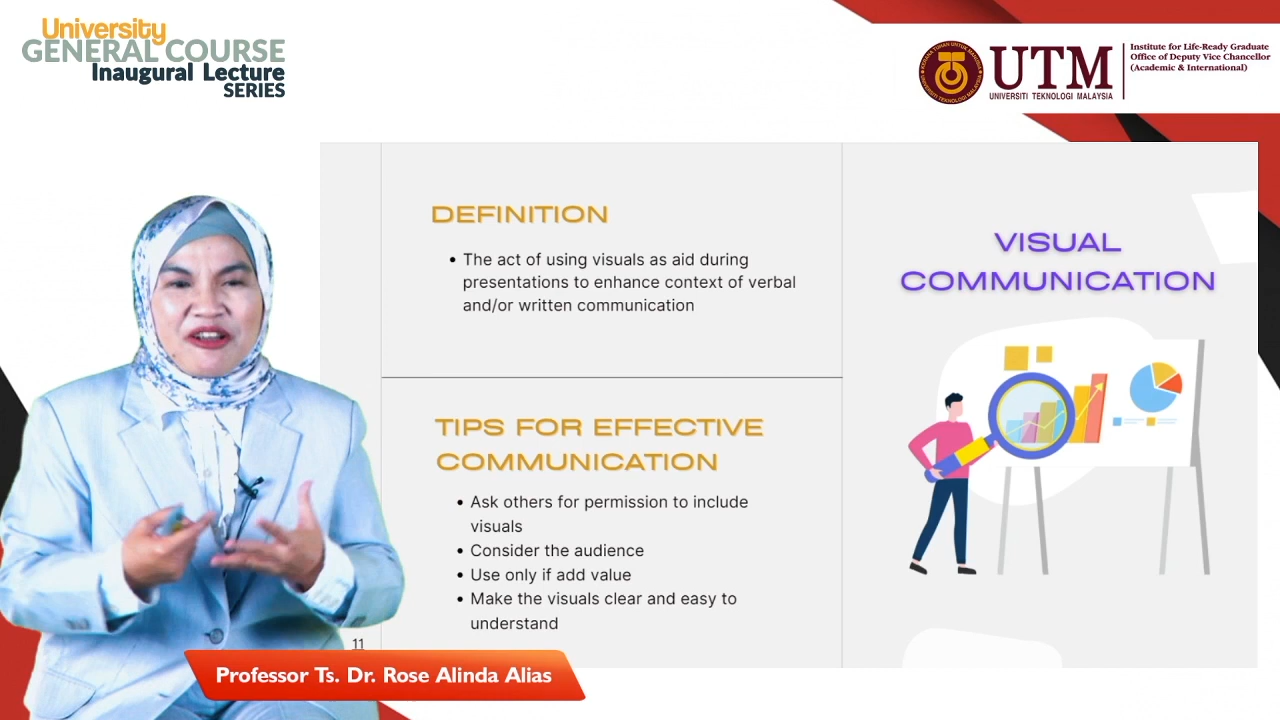 University
GENERAL COURSE
Inaugural Lecture
SERIES
UTM
UNIVERSITI TEKNOLOGI MALAYSIA
Institute for Life-Ready Graduate
Office of Deputy Vice Chancellor
(Academic & International)
DEFINITION
• The act of using visuals as aid during
presentations to enhance context of verbal
and/or written communication
TIPS FOR EFFECTIVE
COMMUNICATION
• Ask others for permission to include
visuals
• Consider the audience
• Use only if add value
• Make the visuals clear and easy to
understand
VISUAL
COMMUNICATION
11
Professor Ts. Dr. Rose Alinda Alias